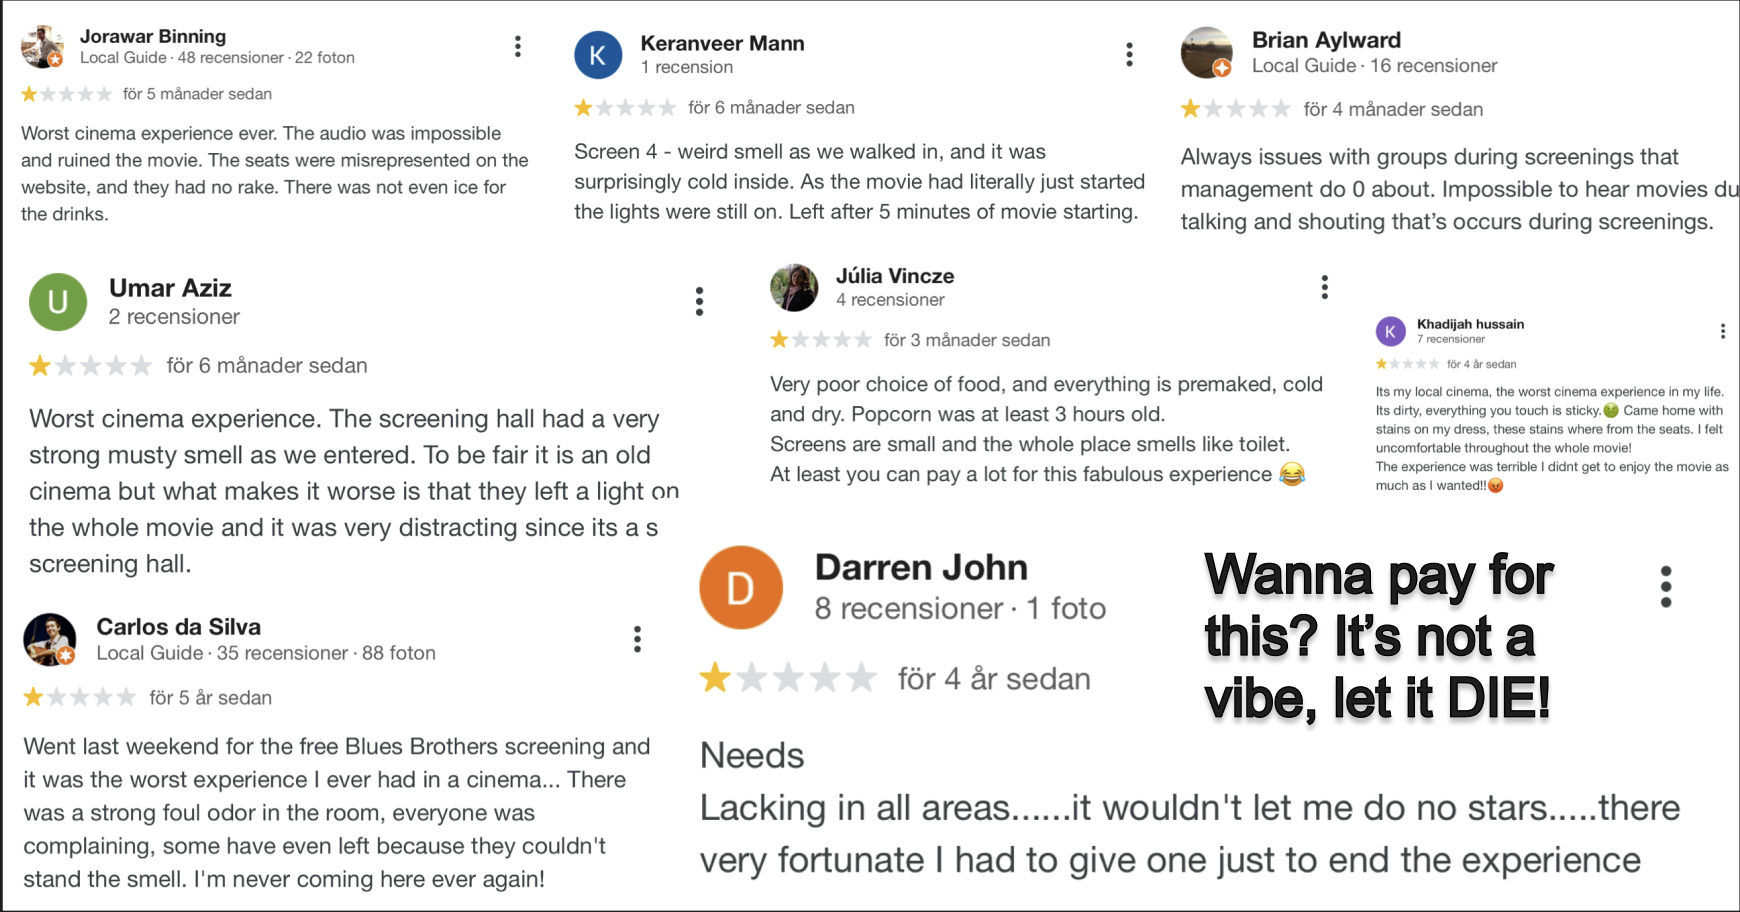 Jorawar Binning
Local Guide · 48 recensioner · 22 foton
för 5 månader sedan
Worst cinema experience ever. The audio was impossible
and ruined the movie. The seats were misrepresented on the
website, and they had no rake. There was not even ice for
the drinks.
K
Keranveer Mann
1 recension
för 6 månader sedan
Screen 4 - weird smell as we walked in, and it was
surprisingly cold inside. As the movie had literally just started
the lights were still on. Left after 5 minutes of movie starting.
Brian Aylward
Local Guide · 16 recensioner
för 4 månader sedan
Always issues with groups during screenings that
management do 0 about. Impossible to hear movies du
talking and shouting that’s occurs during screenings.
U
Umar Aziz
2 recensioner
för 6 månader sedan
Worst cinema experience. The screening hall had a very
strong musty smell as we entered. To be fair it is an old
cinema but what makes it worse is that they left a light on
the whole movie and it was very distracting since its a s
screening hall.
Júlia Vincze
4 recensioner
för 3 månader sedan
Very poor choice of food, and everything is premaked, cold
and dry. Popcorn was at least 3 hours old.
Screens are small and the whole place smells like toilet.
At least you can pay a lot for this fabulous experience 😂
K
Khadijah hussain
7 recensioner
för 4 år sedan
Its my local cinema, the worst cinema experience in my life.
Its dirty, everything you touch is sticky.🤢 Came home with
stains on my dress, these stains where from the seats. I felt
uncomfortable throughout the whole movie!
The experience was terrible I didnt get to enjoy the movie as
much as I wanted!!😡
Carlos da Silva
Local Guide · 35 recensioner · 88 foton
för 5 år sedan
Went last weekend for the free Blues Brothers screening and
it was the worst experience I ever had in a cinema... There
was a strong foul odor in the room, everyone was
complaining, some have even left because they couldn't
stand the smell. I'm never coming here ever again!
D
Darren John
8 recensioner · 1 foto
för 4 år sedan
Needs
Lacking in all areas......it wouldn't let me do no stars.....there
very fortunate I had to give one just to end the experience
Wanna pay for
this? It’s not a
vibe, let it DIE!